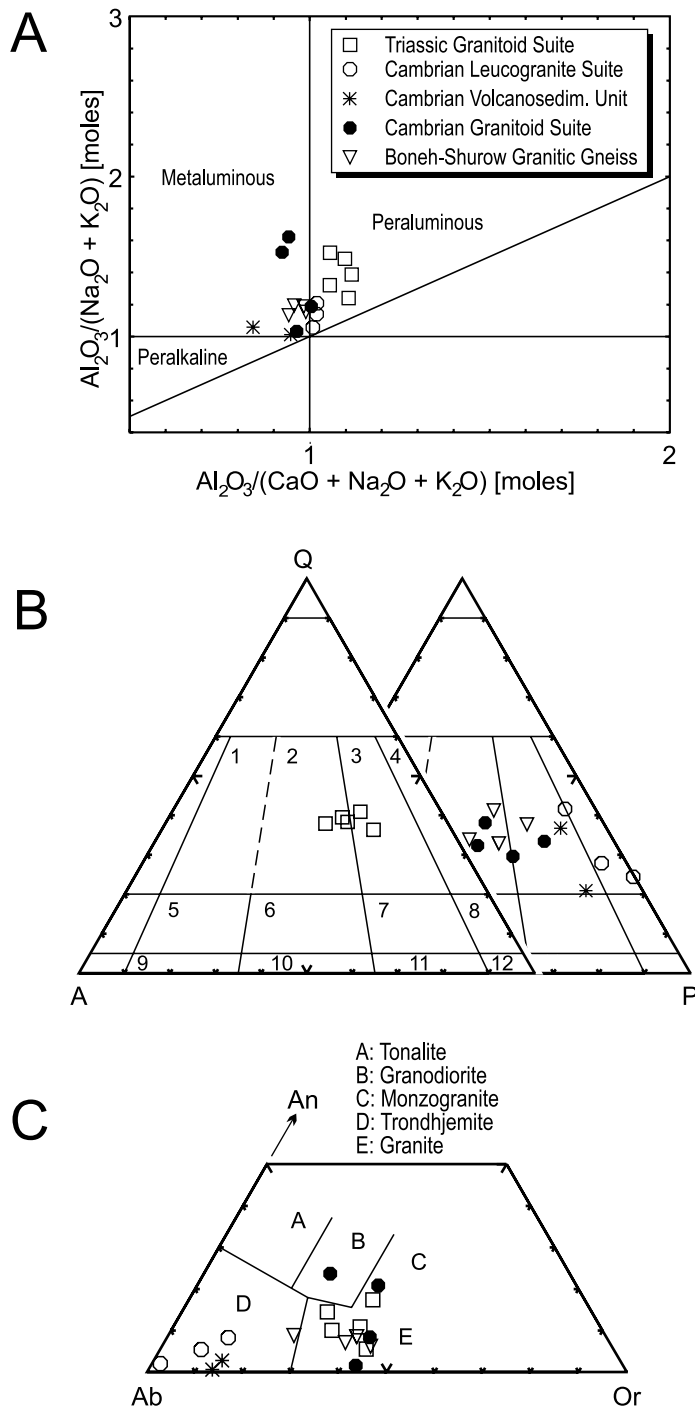 A
3
2
1
Al2O3/(Na2O + K2O) [moles]
Triassic Granitoid Suite
Cambrian Leucogranite Suite
Cambrian Volcanosedim. Unit
Cambrian Granitoid Suite
Boneh-Shurow Granitic Gneiss
Metaluminous
Peraluminous
Peralkaline
1
2
Al2O3/(CaO + Na2O + K2O) [moles]
B
Q
1 2 3 4
5 6 7 8
9 10 11 12
A
P
C
A: Tonalite
B: Granodiorite
C: Monzogranite
D: Trondhjemite
E: Granite
An
A
B
C
D
E
Ab
Or